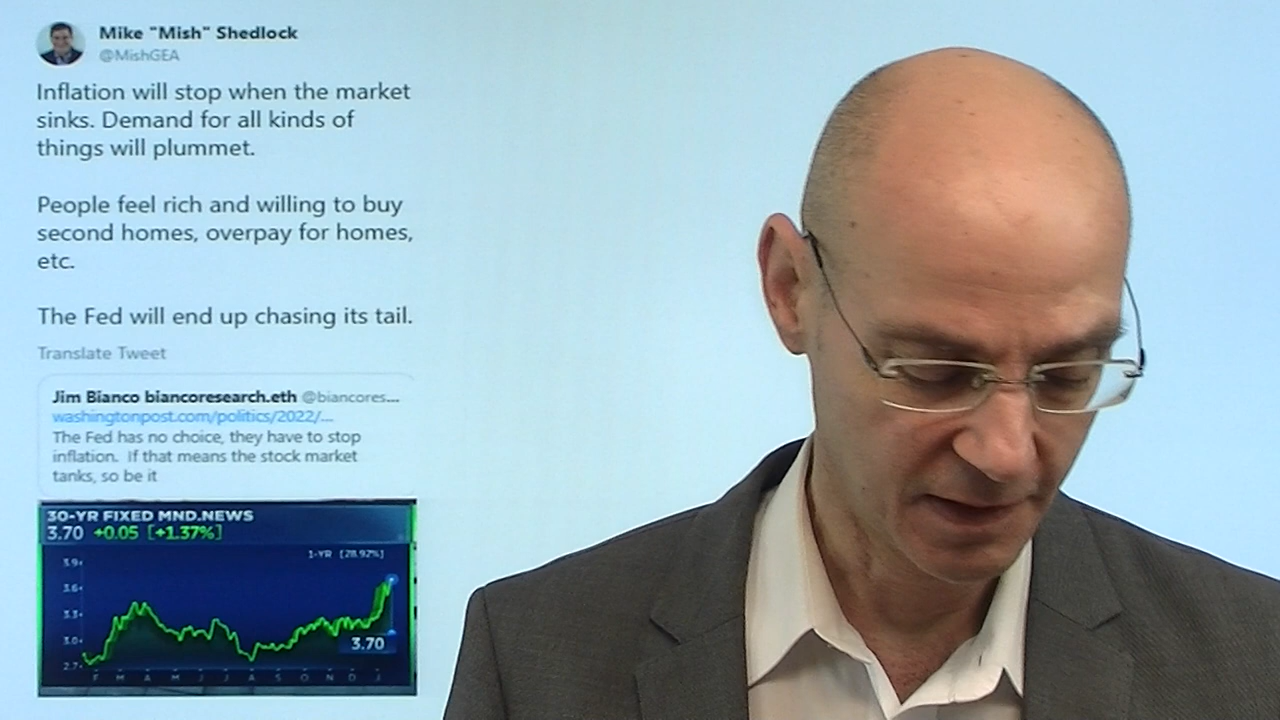 Mike "Mish" Shedlock
@MishGEA
Inflation will stop when the market
sinks. Demand for all kinds of
things will plummet.
People feel rich and willing to buy
second homes, overpay for homes,
etc.
The Fed will end up chasing its tail.
Translate Tweet
Jim Bianco biancoresearch.eth @biancores...
washingtonpost.com/politics/2022/...
The Fed has no choice, they have to stop
inflation. If that means the stock market
tanks, so be it
30-YR FIXED MND.NEWS
3.70 +0.05 [+1.37%]
1-YR [28.92%]
3.9
3.6
3.3
3.0
3.70
2.7
F M A M J J A S O N D J